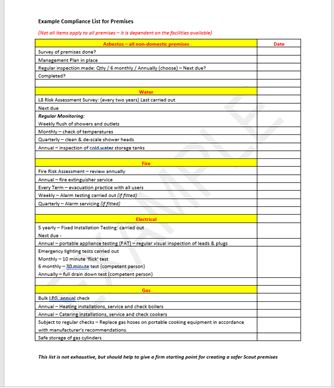 Example Compliance List for Premises
(Not all items apply to all premises – it is dependent on the facilities available)
Asbestos – all non-domestic premises Date
Survey of premises done?
Management Plan in place
Regular inspection made: Qtly / 6 monthly / Annually (choose) – Next due?
Completed?
Water
L8 Risk Assessment Survey: (every two years) Last carried out
Next due
Regular Monitoring:
Weekly flush of showers and outlets
Monthly – check of temperatures
Quarterly – clean & de-scale shower heads
Annual – inspection of cold water storage tanks
Fire
Fire Risk Assessment – review annually
Annual – fire extinguisher service
Every Term – evacuation practice with all users
Weekly – Alarm testing carried out (if fitted)
Quarterly – Alarm servicing (if fitted)
Electrical
5 yearly – Fixed Installation Testing: carried out
Next due -
Annual – portable appliance testing (PAT) – regular visual inspection of leads & plugs
Emergency lighting tests carried out
Monthly – 10 minute 'flick' test
6 monthly – 30 minute test (competent person)
Annually – full drain down test (competent person)
Gas
Bulk LPG annual check
Annual – Heating installations, service and check boilers
Annual – Catering installations, service and check cookers
Subject to regular checks – Replace gas hoses on portable cooking equipment in accordance
with manufacturer's recommendations
Safe storage of gas cylinders
This list is not exhaustive, but should help to give a firm starting point for creating a safer Scout premises
EXAMPLE